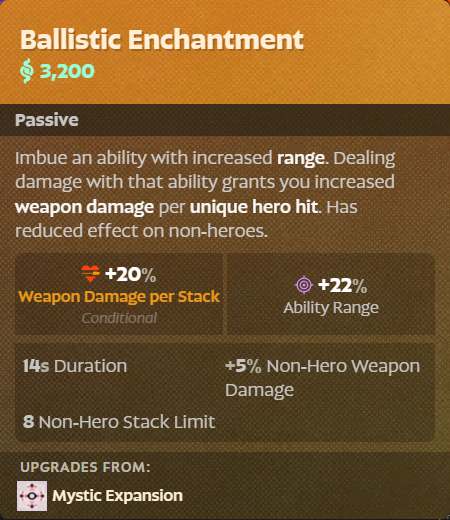 Ballistic Enchantment
3,200
Passive
Imbue an ability with increased range. Dealing
damage with that ability grants you increased
weapon damage per unique hero hit. Has
reduced effect on non-heroes.
+20%
Weapon Damage per Stack
Conditional
+22%
Ability Range
14s Duration
+5% Non-Hero Weapon
Damage
8 Non-Hero Stack Limit
UPGRADES FROM:
Mystic Expansion